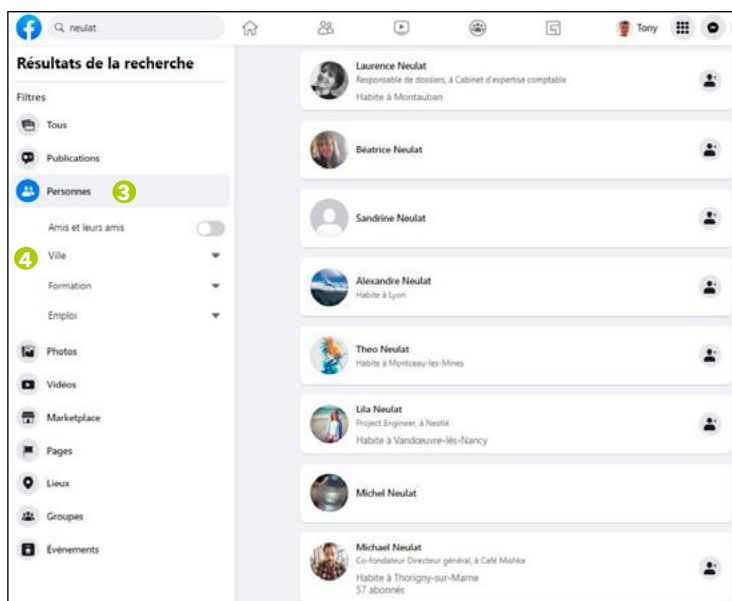 neulat
Tony
Résultats de la recherche
Filtres
Tous
Publications
Personnes
3
Amis et leurs amis
4
Ville
Formation
Emploi
Photos
Vidéos
Marketplace
Pages
Lieux
Groupes
Événements
Laurence Neulat
Responsable de dossiers, à Cabinet d'expertise comptable
Habite à Montauban
Béatrice Neulat
Sandrine Neulat
Alexandre Neulat
Habite à Lyon
Theo Neulat
Habite à Montceau-les-Mines
Lila Neulat
Project Engineer, à Nestlé
Habite à Vandœuvre-lès-Nancy
Michel Neulat
Michael Neulat
Co-fondateur Directeur général, à Café Mishka
Habite à Thorigny-sur-Marne
57 abonnés